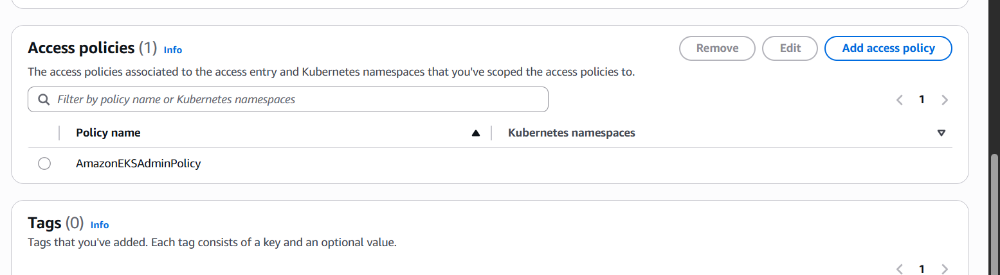 Access policies (1) Info
Remove
Edit
Add access policy
The access policies associated to the access entry and Kubernetes namespaces that you've scoped the access policies to.
Filter by policy name or Kubernetes namespaces
1
Policy name
Kubernetes namespaces
AmazonEKSAdminPolicy
Tags (0) Info
Tags that you've added. Each tag consists of a key and an optional value.
1